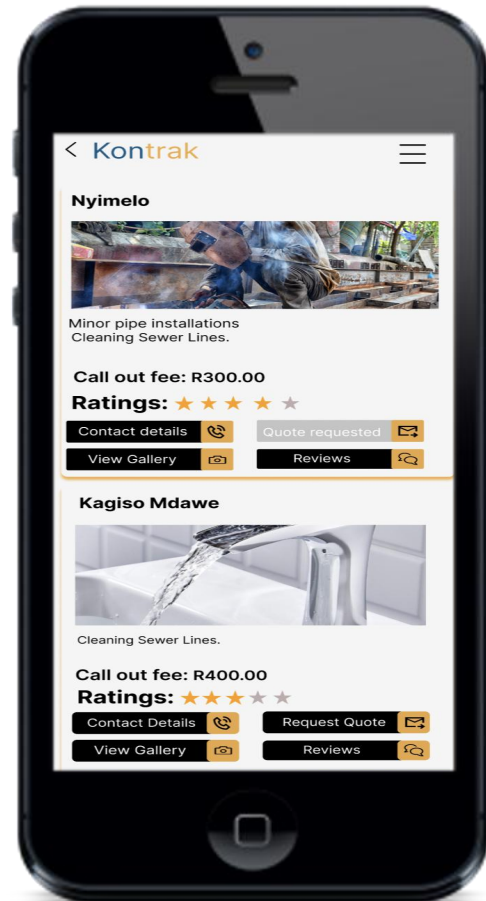 Kontrak
Nyimelo
Minor pipe installations
Cleaning Sewer Lines.
Call out fee: R300.00
Ratings:
Contact details
Quote requested
View Gallery
Reviews
Kagiso Mdawe
Cleaning Sewer Lines.
Call out fee: R400.00
Ratings:
Contact Details
Request Quote
View Gallery
Reviews